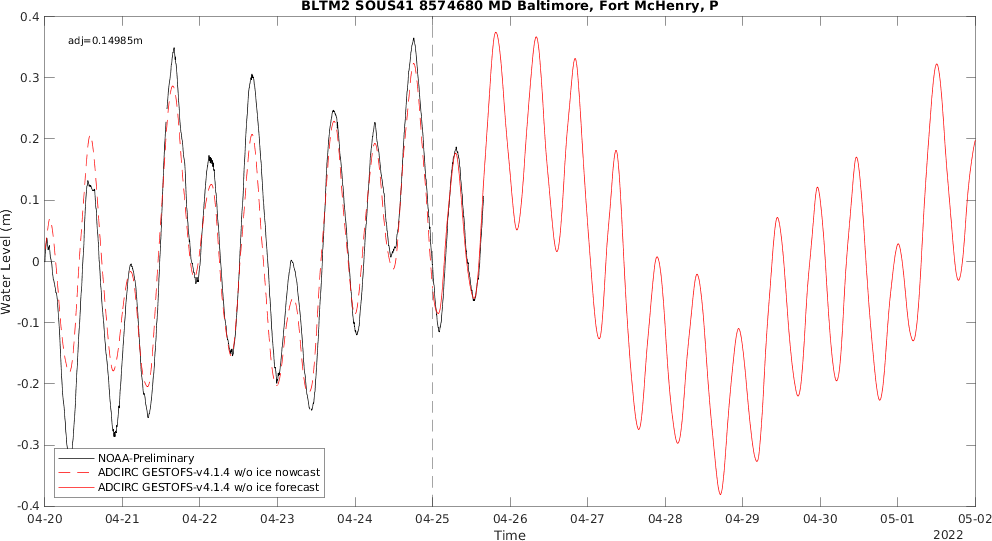 BLTM2 SOUS41 8574680 MD Baltimore, Fort McHenry, P
adj=0.14985m
0.4
0.3
0.2
0.1
0
-0.1
-0.2
-0.3
-0.4
Water Level (m)
NOAA-Preliminary
ADCIRC GESTOFS-v4.1.4 w/o ice nowcast
ADCIRC GESTOFS-v4.1.4 w/o ice forecast
04-20 04-21 04-22 04-23 04-24 04-25 04-26 04-27 04-28 04-29 04-30 05-01 05-02
Time
2022